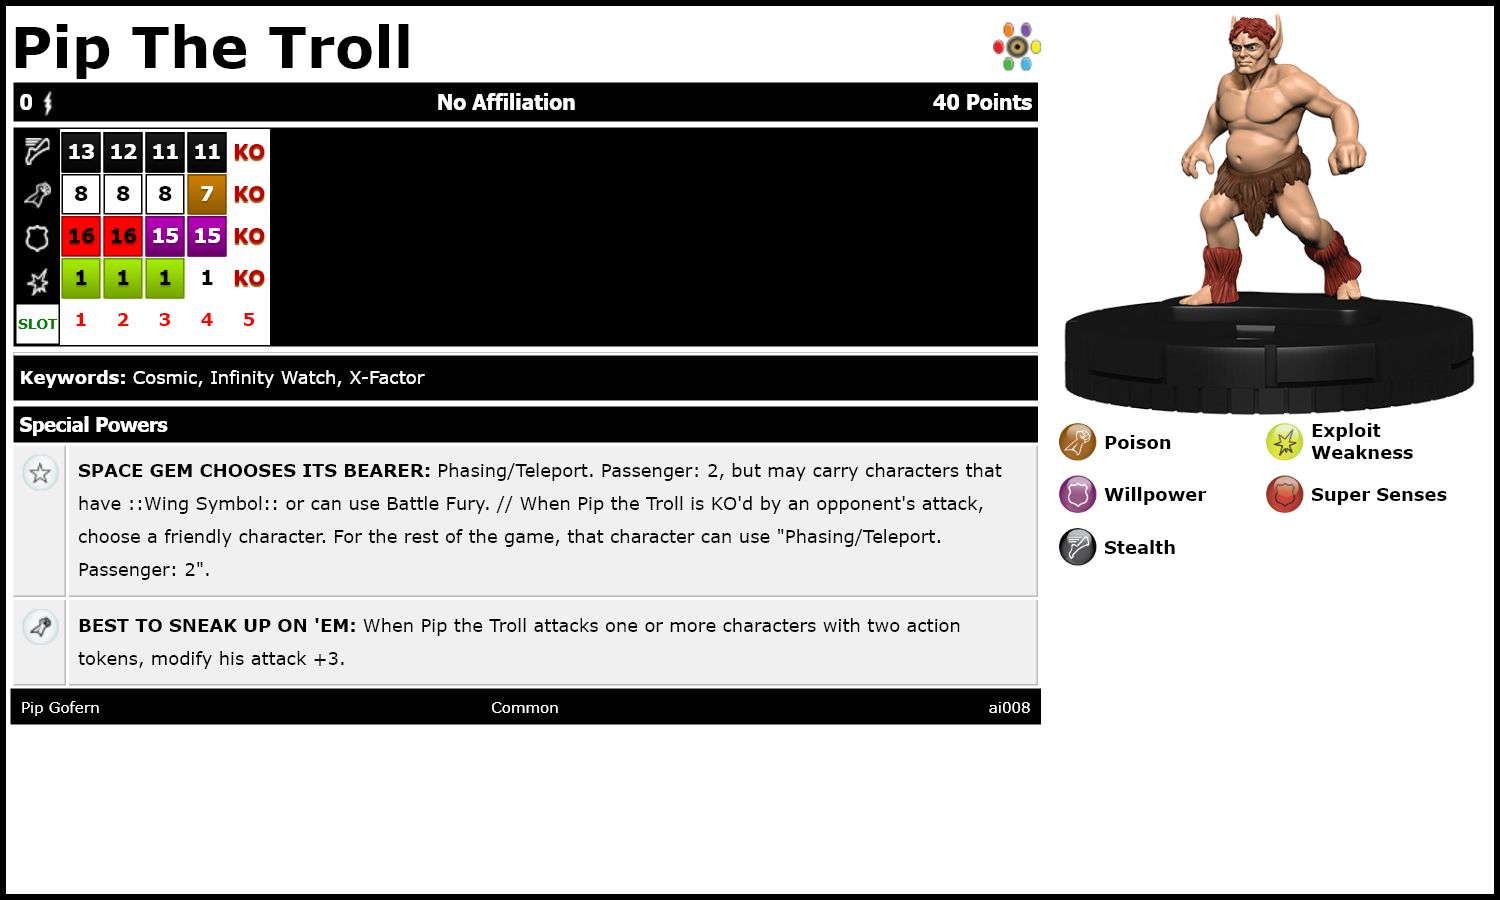 Pip The Troll
0 No Affiliation 40 Points
13 12 11 11 KO
8 8 8 7 KO
16 16 15 15 KO
1 1 1 1 KO
SLOT 1 2 3 4 5
Keywords: Cosmic, Infinity Watch, X-Factor
Special Powers
SPACE GEM CHOOSES ITS BEARER: Phasing/Teleport. Passenger: 2, but may carry characters that
have ::Wing Symbol:: or can use Battle Fury. // When Pip the Troll is KO'd by an opponent's attack,
choose a friendly character. For the rest of the game, that character can use "Phasing/Teleport.
Passenger: 2".
BEST TO SNEAK UP ON 'EM: When Pip the Troll attacks one or more characters with two action
tokens, modify his attack +3.
Pip Gofern Common ai008
Poison
Exploit
Weakness
Willpower
Super Senses
Stealth